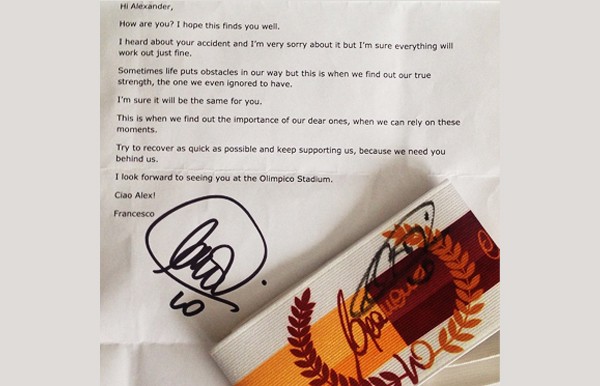 Hi Alexander,
How are you? I hope this finds you well.
I heard about your accident and I'm very sorry about it but I'm sure everything will
work out just fine.
Sometimes life puts obstacles in our way but this is when we find out our true
strength, the one we even ignored to have.
I'm sure it will be the same for you.
This is when we find out the importance of our dear ones, when we can rely on these
moments.
Try to recover as quick as possible and keep supporting us, because we need you
behind us.
I look forward to seeing you at the Olimpico Stadium.
Ciao Alex!
Francesco